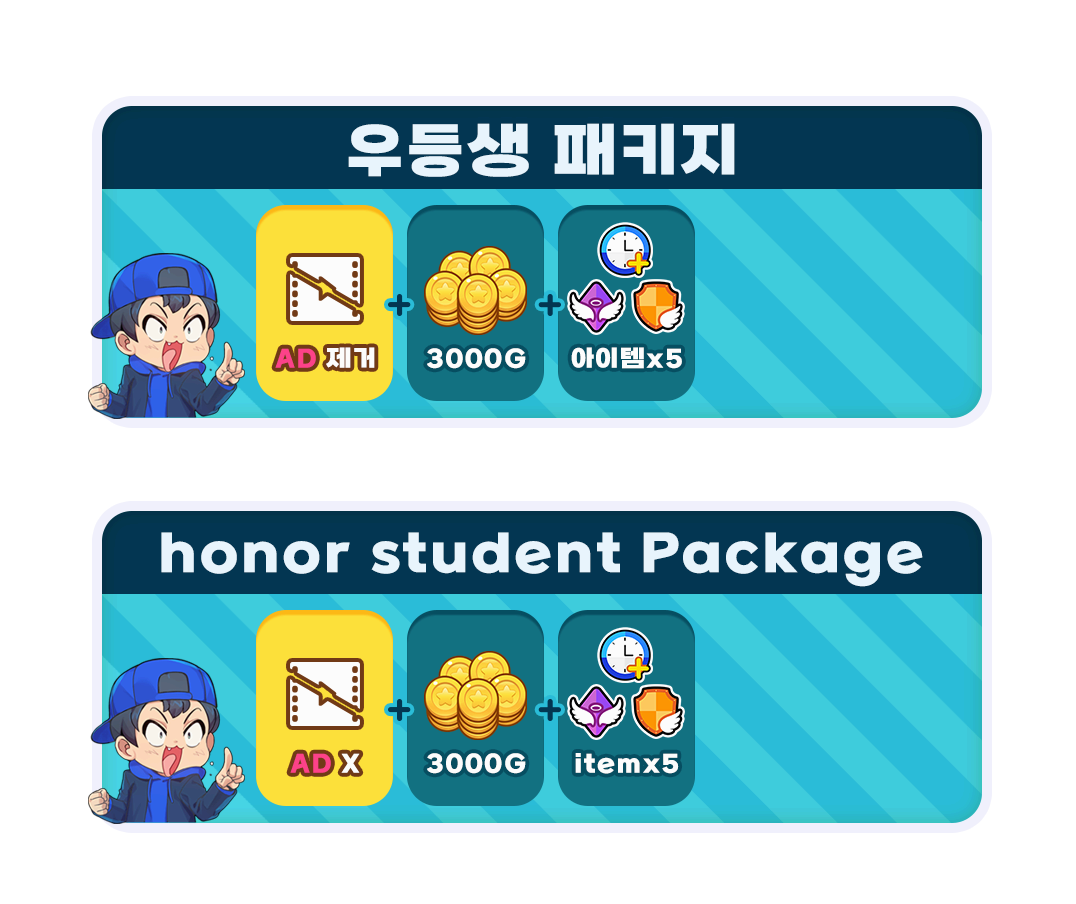 우등생 패키지
AD 제거
+
3000G
+
아이템x5
honor student Package
AD X
+
3000G
+
itemx5